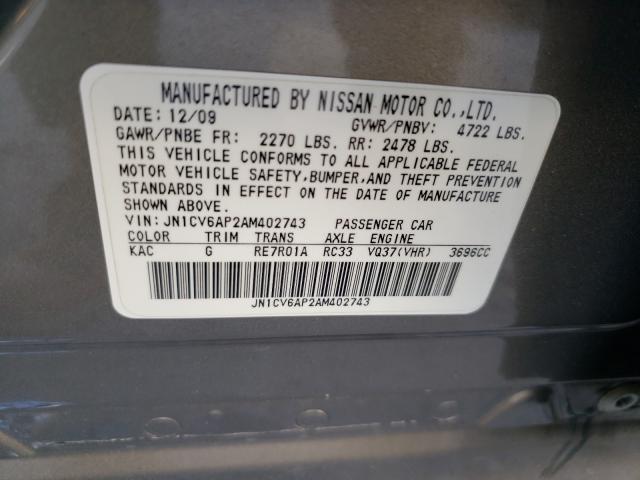 MANUFACTURED BY NISSAN MOTOR CO.,LTD.
DATE: 12/09 GVWR/PNBV: 4722 LBS.
GAWR/PNBE FR: 2270 LBS. RR: 2478 LBS.
THIS VEHICLE CONFORMS TO ALL APPLICABLE FEDERAL
MOTOR VEHICLE SAFETY, BUMPER, AND THEFT PREVENTION
STANDARDS IN EFFECT ON THE DATE OF MANUFACTURE
SHOWN ABOVE.
VIN: JN1CV6AP2AM402743 PASSENGER CAR
COLOR TRIM TRANS AXLE ENGINE
KAC G RE7R01A RC33 VQ37(VHR) 3696CC
JN1CV6AP2AM402743